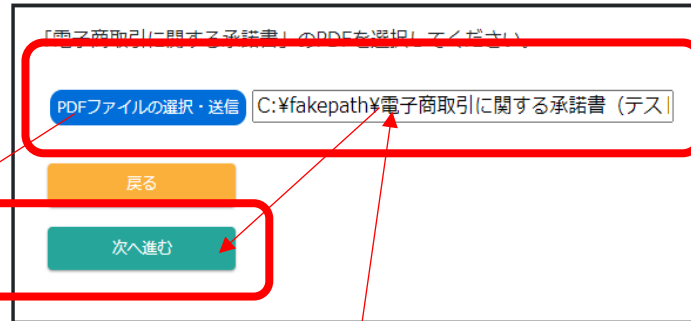 「電子商取引に関する承諾書」のPDFを選択してください。
PDFファイルの選択・送信 C:¥fakepath¥電子商取引に関する承諾書（テスト
戻る
次へ進む